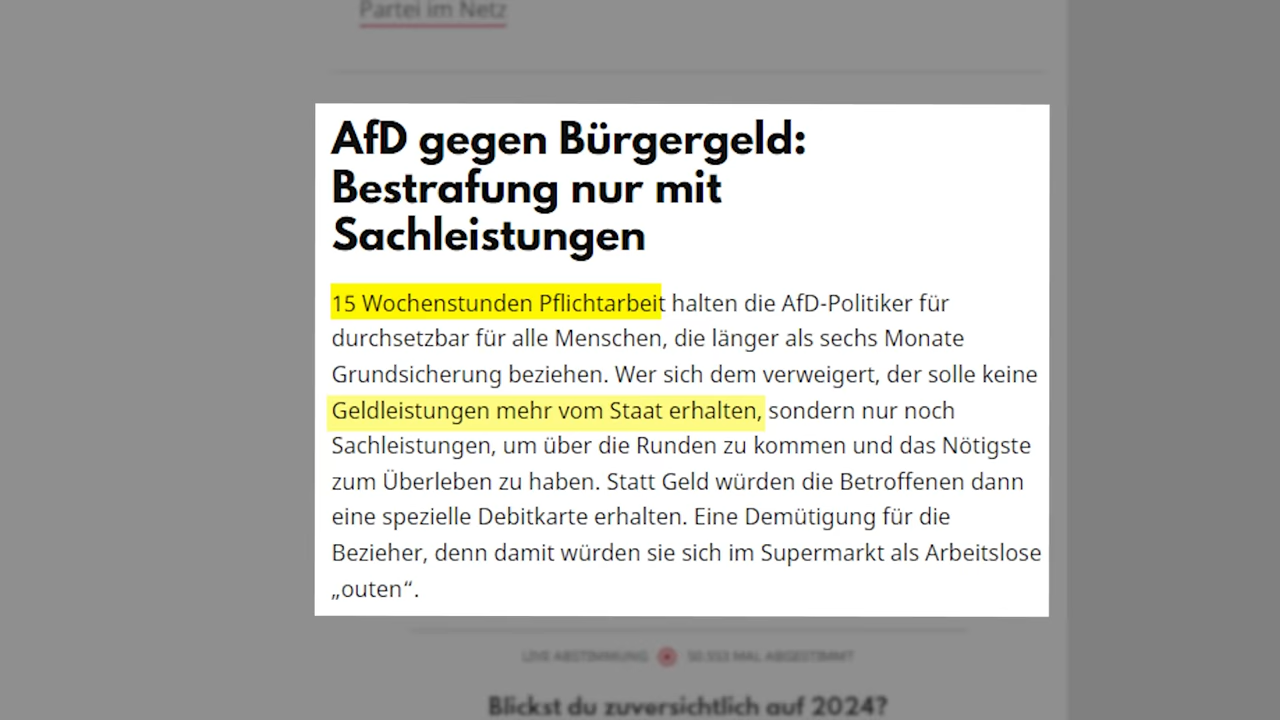 Partei im Netz
AfD gegen Bürgergeld:
Bestrafung nur mit
Sachleistungen
15 Wochenstunden Pflichtarbeit halten die AfD-Politiker für
durchsetzbar für alle Menschen, die länger als sechs Monate
Grundsicherung beziehen. Wer sich dem verweigert, der solle keine
Geldleistungen mehr vom Staat erhalten, sondern nur noch
Sachleistungen, um über die Runden zu kommen und das Nötigste
zum Überleben zu haben. Statt Geld würden die Betroffenen dann
eine spezielle Debitkarte erhalten. Eine Demütigung für die
Bezieher, denn damit würden sie sich im Supermarkt als Arbeitslose
„outen“.
LIVE ABSTIMMUNG MAL ABGESTIMMT
Blickst du zuversichtlich auf 2024?